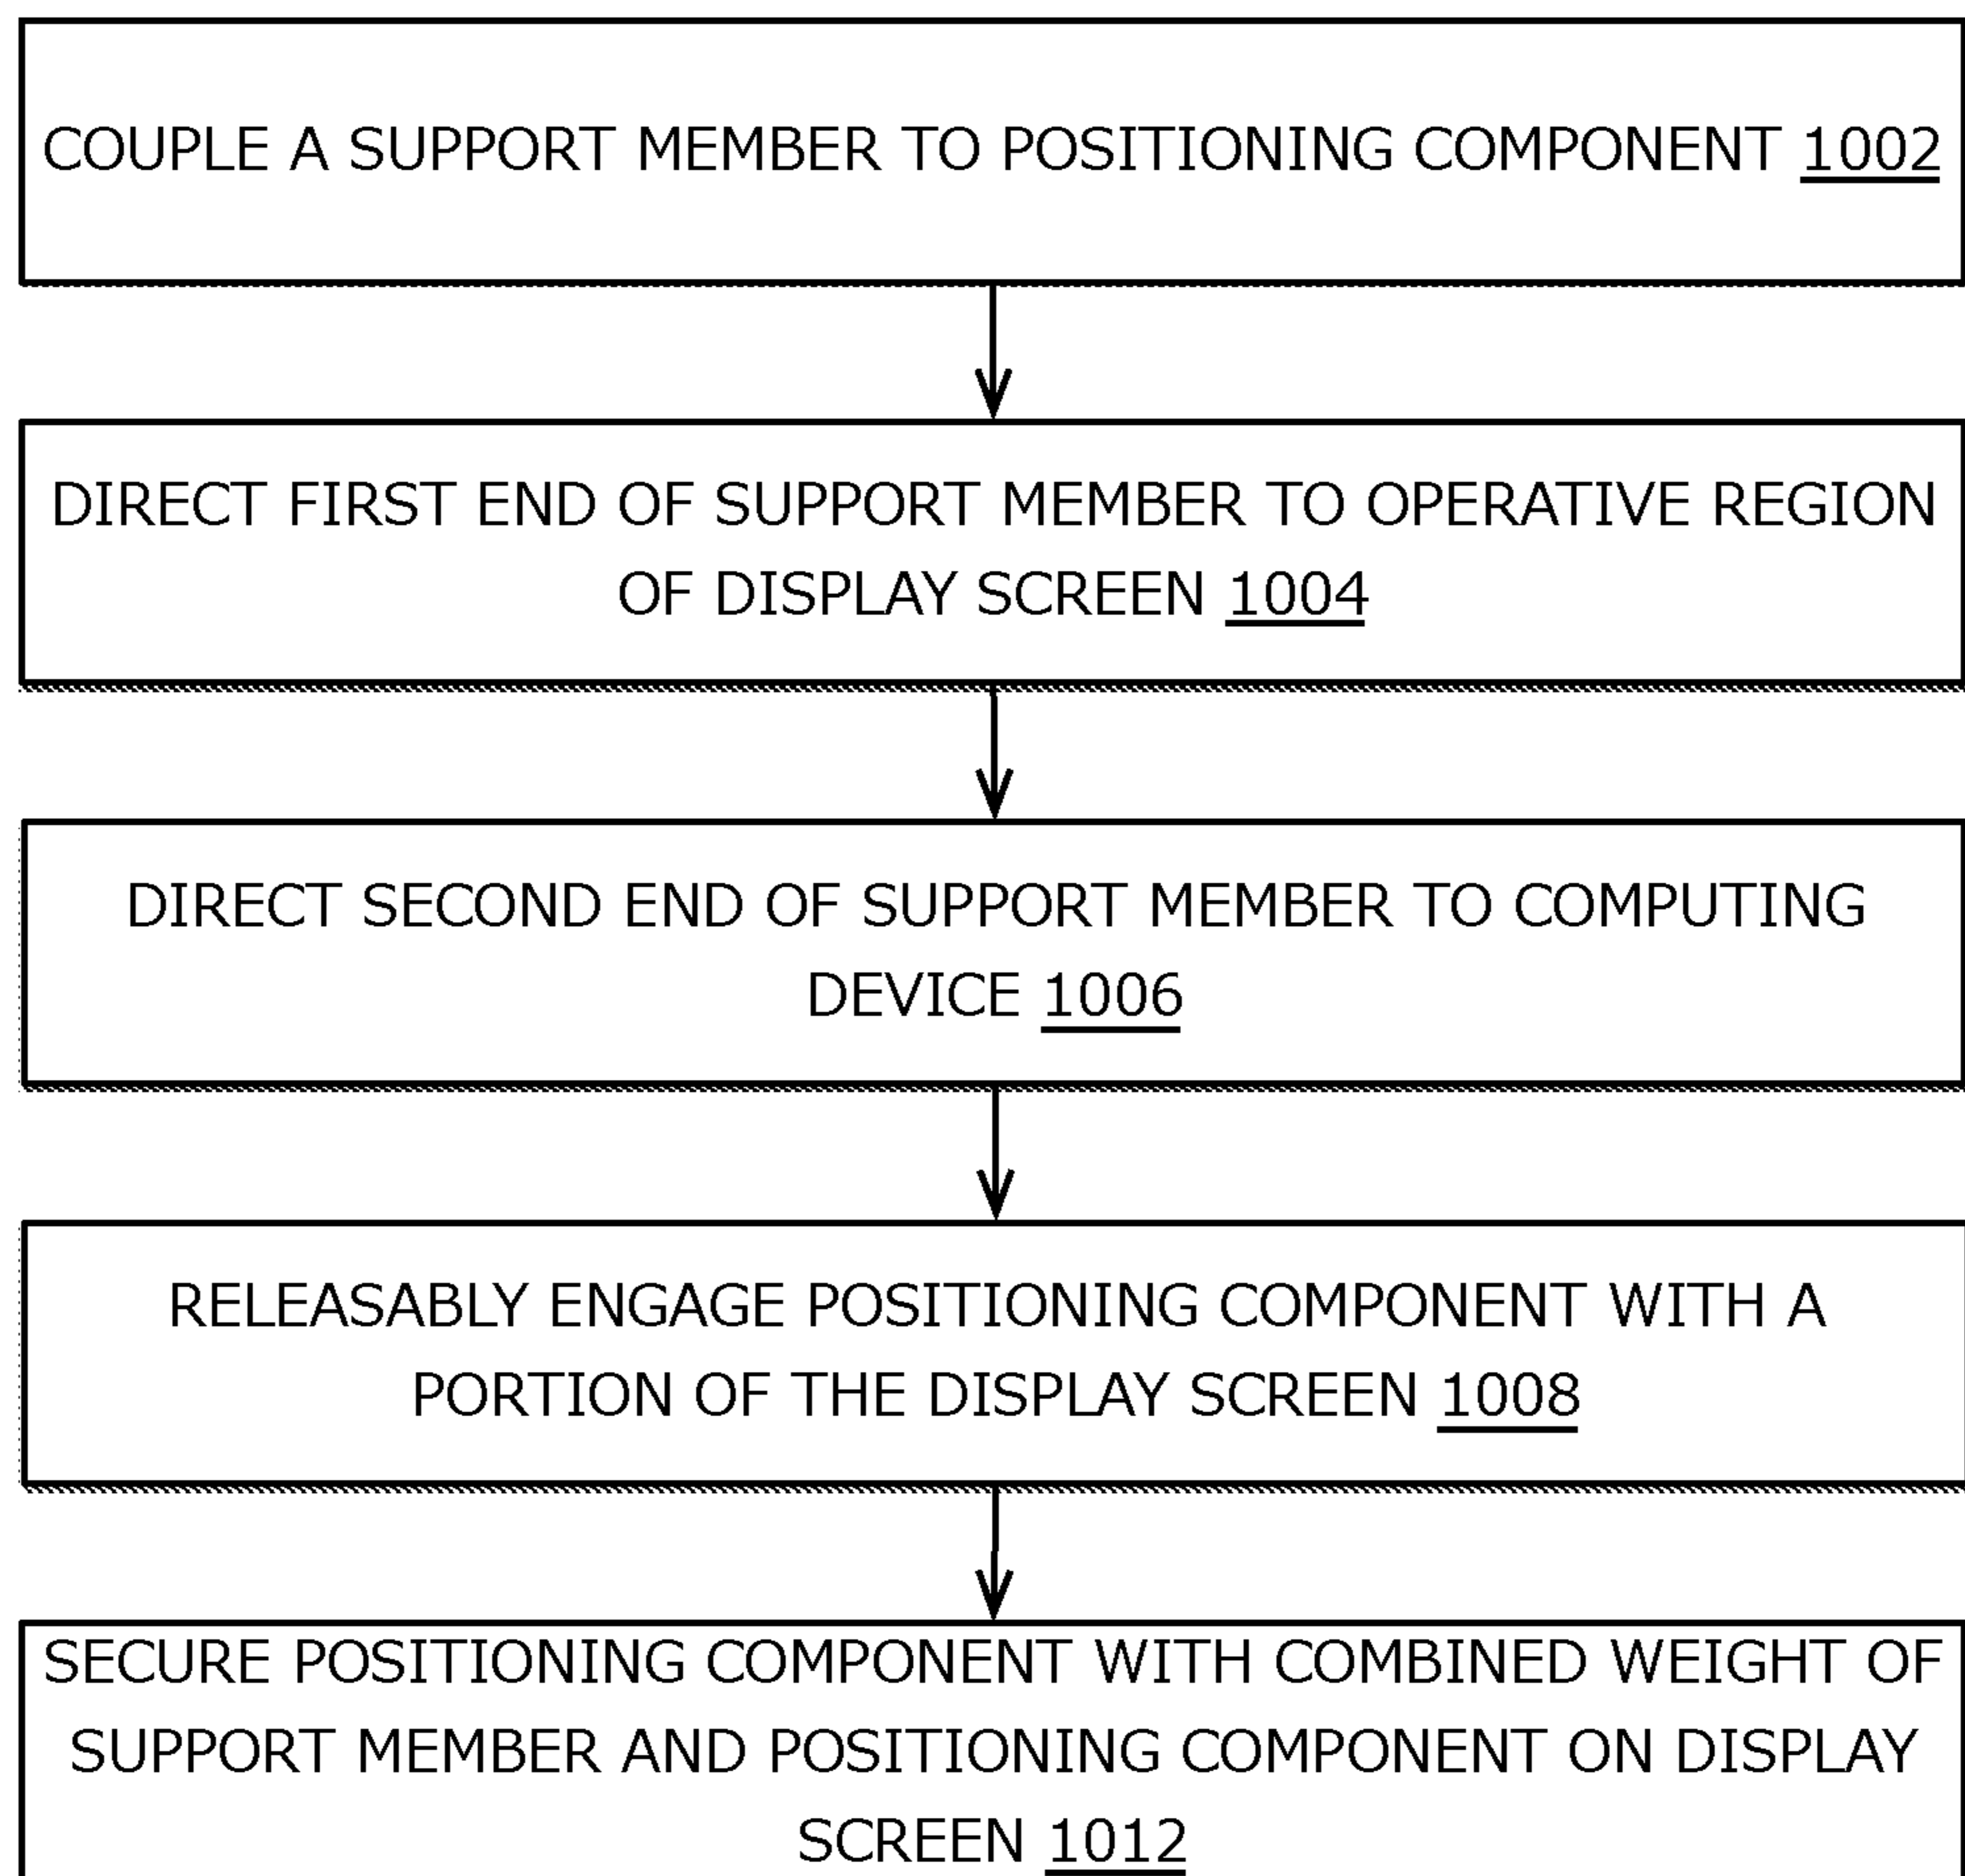 COUPLE A SUPPORT MEMBER TO POSITIONING COMPONENT 1002
DIRECT FIRST END OF SUPPORT MEMBER TO OPERATIVE REGION
OF DISPLAY SCREEN 1004
DIRECT SECOND END OF SUPPORT MEMBER TO COMPUTING
DEVICE 1006
RELEASABLY ENGAGE POSITIONING COMPONENT WITH A
PORTION OF THE DISPLAY SCREEN 1008
SECURE POSITIONING COMPONENT WITH COMBINED WEIGHT OF
SUPPORT MEMBER AND POSITIONING COMPONENT ON DISPLAY
SCREEN 1012